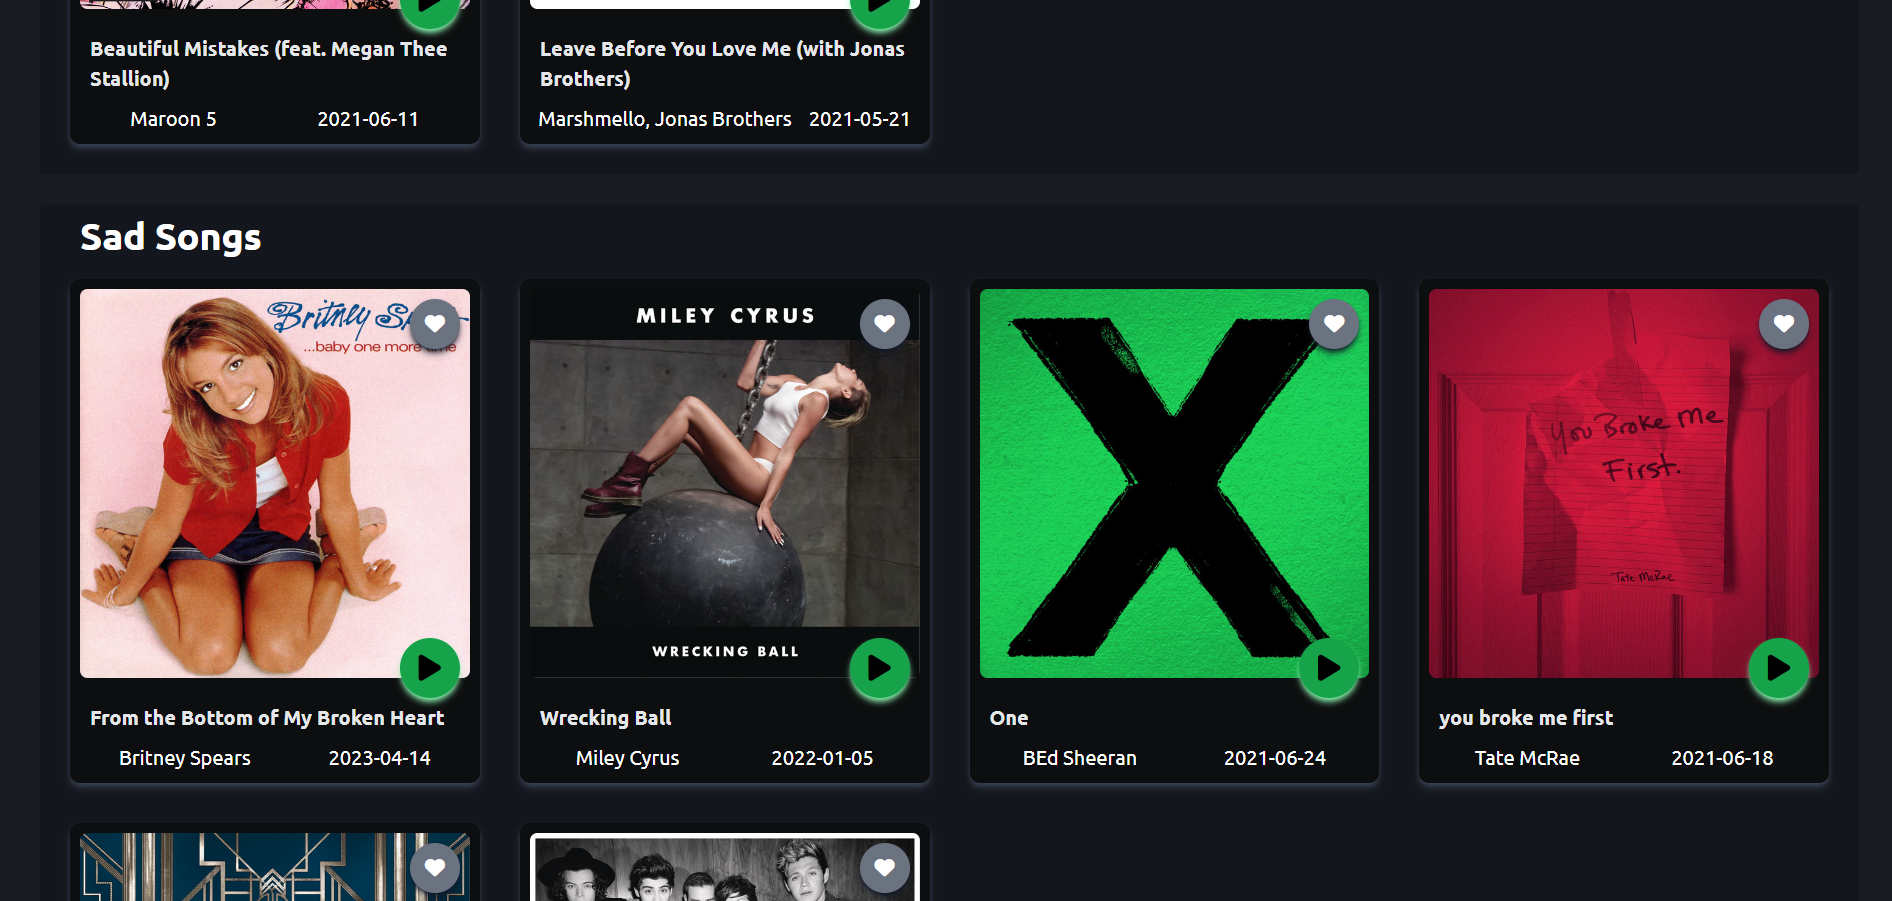 Beautiful Mistakes (feat. Megan Thee
Stallion)
Maroon 5 2021-06-11
Leave Before You Love Me (with Jonas
Brothers)
Marshmello, Jonas Brothers 2021-05-21
Sad Songs
Britney
...baby one more
From the Bottom of My Broken Heart
Britney Spears 2023-04-14
MILEY CYRUS
WRECKING BALL
Wrecking Ball
Miley Cyrus 2022-01-05
X
One
BEd Sheeran 2021-06-24
You Broke Me
First.
Tate McRae
you broke me first
Tate McRae 2021-06-18